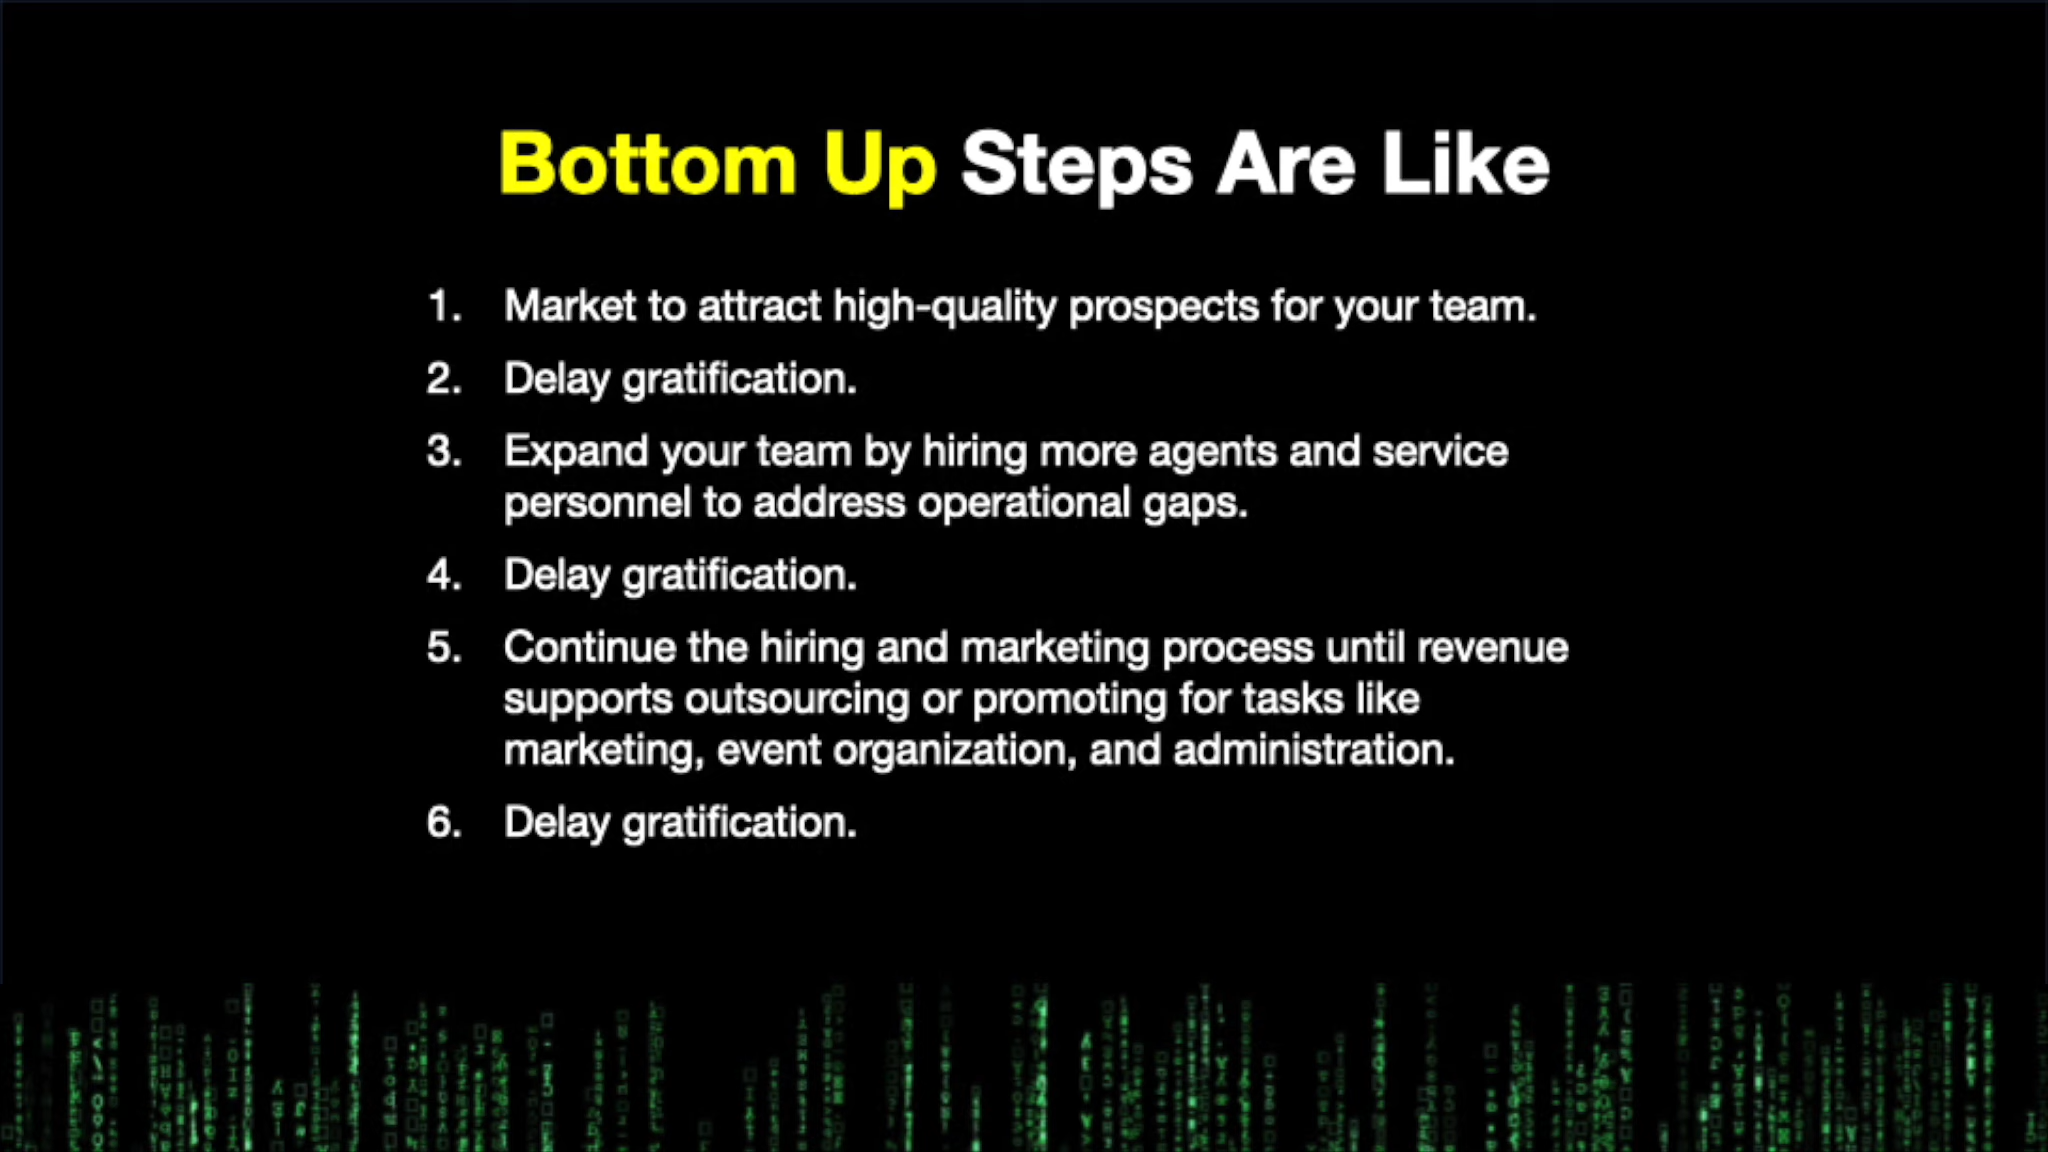 Bottom Up Steps Are Like
1. Market to attract high-quality prospects for your team.
2. Delay gratification.
3. Expand your team by hiring more agents and service
personnel to address operational gaps.
4. Delay gratification.
5. Continue the hiring and marketing process until revenue
supports outsourcing or promoting for tasks like
marketing, event organization, and administration.
6. Delay gratification.